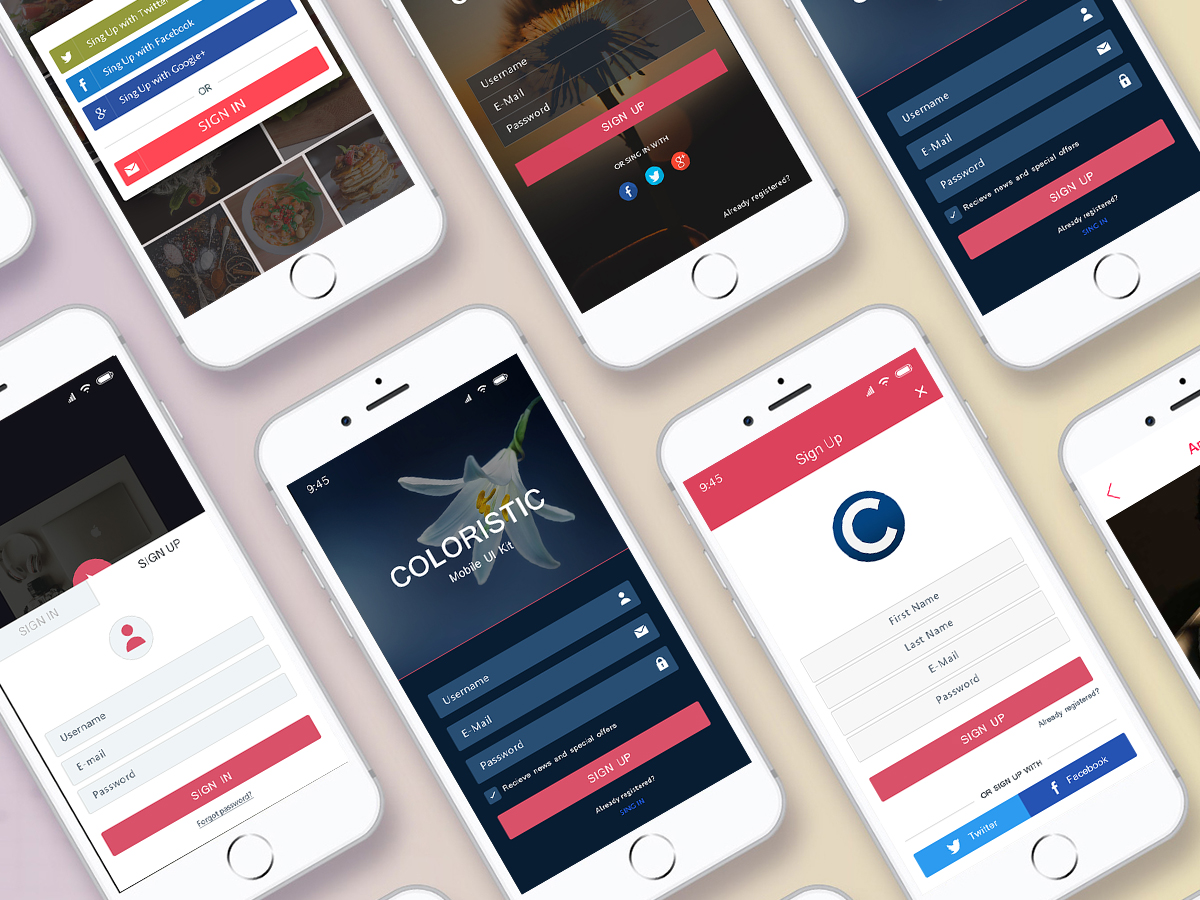 Sing Up with Twitter
Sing Up with Facebook
Sing Up with Google+
OR
SIGN IN
Username
E-Mail
Password
SIGN UP
OR SING IN WITH
Already registered?
Username
E-Mail
Password
Recieve news and special offers
SIGN UP
Already registered?
SING IN
SIGN IN
SIGN UP
Username
E-mail
Password
SIGN IN
Forgot password?
9:45
COLORISTIC
Mobile UI Kit
Username
E-Mail
Password
Recieve news and special offers
SIGN UP
Already registered?
SING IN
9:45
Sign Up
C
First Name
Last Name
E-Mail
Password
SIGN UP
Already registered?
OR SIGN UP WITH
Twitter
Facebook